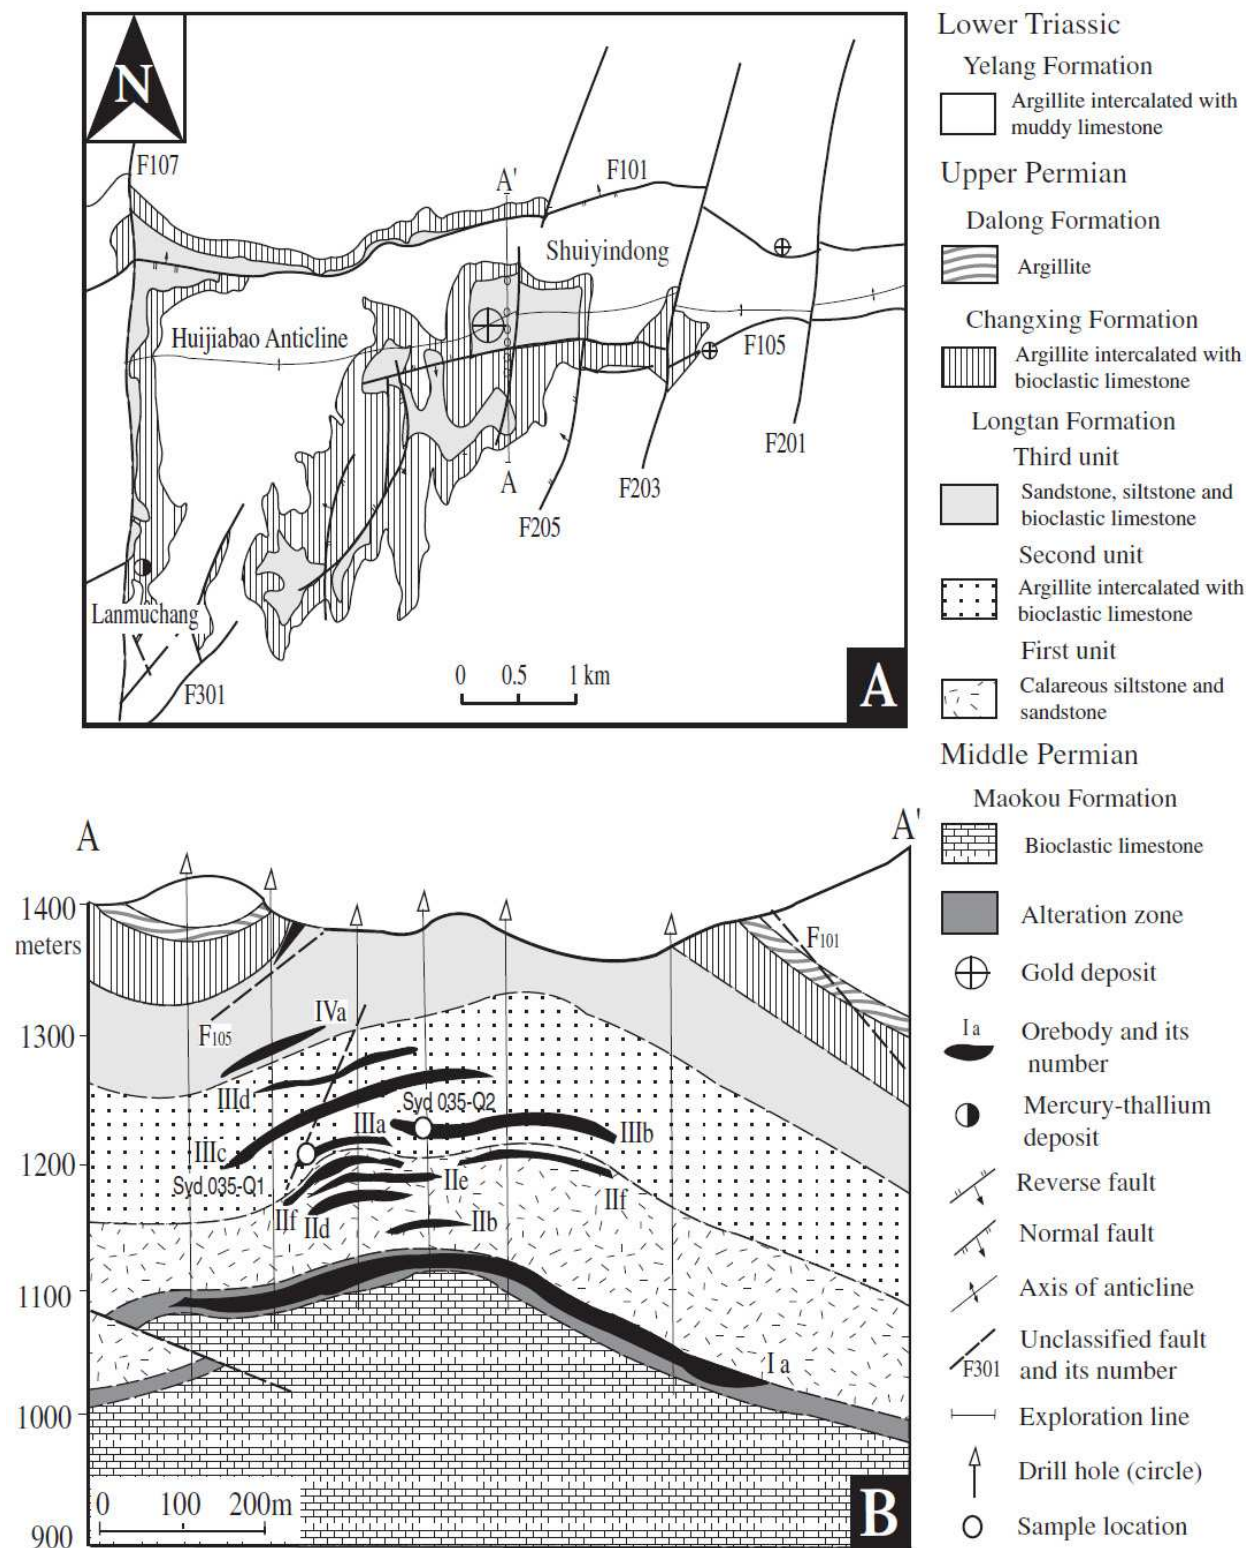 N
F107
A'
F101
Shuiyindong
Huijiabao Anticline
F105
F201
A
F203
F205
Lanmuchang
F301
0 0.5 1 km
A
Lower Triassic
Yelang Formation
Argillite intercalated with
muddy limestone
Upper Permian
Dalong Formation
Argillite
Changxing Formation
Argillite intercalated with
bioclastic limestone
Longtan Formation
Third unit
Sandstone, siltstone and
bioclastic limestone
Second unit
Argillite intercalated with
bioclastic limestone
First unit
Calareous siltstone and
sandstone
Middle Permian
Maokou Formation
Bioclastic limestone
Alteration zone
Gold deposit
I a
Orebody and its
number
Mercury-thallium
deposit
Reverse fault
Normal fault
Axis of anticline
Unclassified fault
F301 and its number
Exploration line
Drill hole (circle)
Sample location
A
A'
1400
meters
F101
IVa
F105
1300
IIId
Syd 035-Q2
IIIa
IIIb
IIIc
1200
Syd 035-Q1
IIe
IIf
IIf
IId
IIb
1100
I a
1000
0 100 200m
900
B